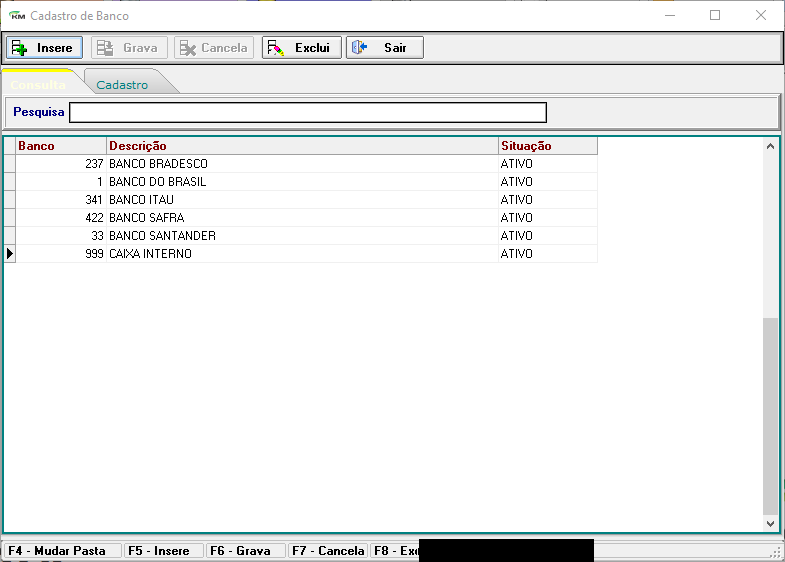 KM Cadastro de Banco
Insere Grava Cancela Exclui Sair
Consulta Cadastro
Pesquisa
Banco Descrição Situação
237 BANCO BRADESCO ATIVO
1 BANCO DO BRASIL ATIVO
341 BANCO ITAU ATIVO
422 BANCO SAFRA ATIVO
33 BANCO SANTANDER ATIVO
999 CAIXA INTERNO ATIVO
F4 - Mudar Pasta F5 - Insere F6 - Grava F7 - Cancela F8 -